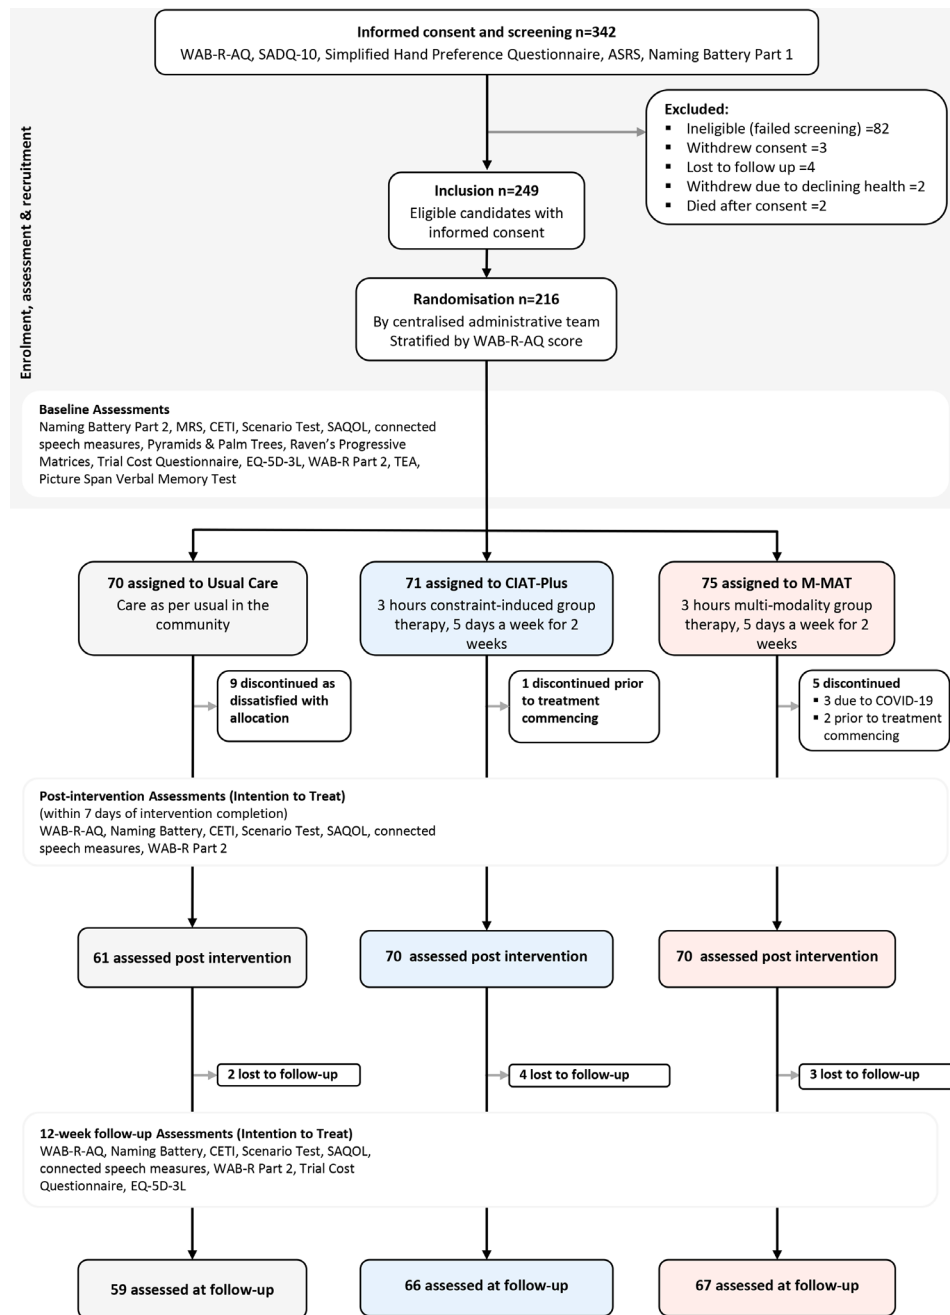 Informed consent and screening n=342
WAB-R-AQ, SADQ-10, Simplified Hand Preference Questionnaire, ASRS, Naming Battery Part 1
Enrolment, assessment & recruitment
Excluded:
▪ Ineligible (failed screening) =82
▪ Withdrew consent =3
▪ Lost to follow up =4
▪ Withdrew due to declining health =2
▪ Died after consent =2
Inclusion n=249
Eligible candidates with
informed consent
Randomisation n=216
By centralised administrative team
Stratified by WAB-R-AQ score
Baseline Assessments
Naming Battery Part 2, MRS, CETI, Scenario Test, SAQOL, connected
speech measures, Pyramids & Palm Trees, Raven's Progressive
Matrices, Trial Cost Questionnaire, EQ-5D-3L, WAB-R Part 2, TEA,
Picture Span Verbal Memory Test
70 assigned to Usual Care
Care as per usual in the
community
71 assigned to CIAT-Plus
3 hours constraint-induced group
therapy, 5 days a week for 2
weeks
75 assigned to M-MAT
3 hours multi-modality group
therapy, 5 days a week for 2
weeks
9 discontinued as
dissatisfied with
allocation
1 discontinued prior
to treatment
commencing
5 discontinued
▪ 3 due to COVID-19
▪ 2 prior to treatment
commencing
Post-intervention Assessments (Intention to Treat)
(within 7 days of intervention completion)
WAB-R-AQ, Naming Battery, CETI, Scenario Test, SAQOL, connected
speech measures, WAB-R Part 2
61 assessed post intervention
70 assessed post intervention
70 assessed post intervention
2 lost to follow-up
4 lost to follow-up
3 lost to follow-up
12-week follow-up Assessments (Intention to Treat)
WAB-R-AQ, Naming Battery, CETI, Scenario Test, SAQOL,
connected speech measures, WAB-R Part 2, Trial Cost
Questionnaire, EQ-5D-3L
59 assessed at follow-up
66 assessed at follow-up
67 assessed at follow-up